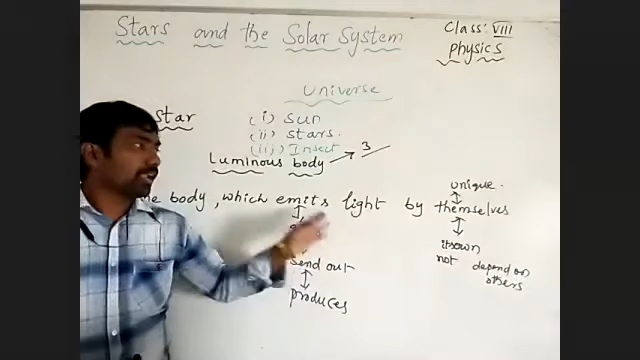 Stars and the Solar System
Class: VIII
Physics
Universe
Star
(i) Sun
(ii) Stars.
(iii) Insect
Luminous body → 3
body, which emits light by themselves
unique.
Send out
produces
itsown
not depend on
others